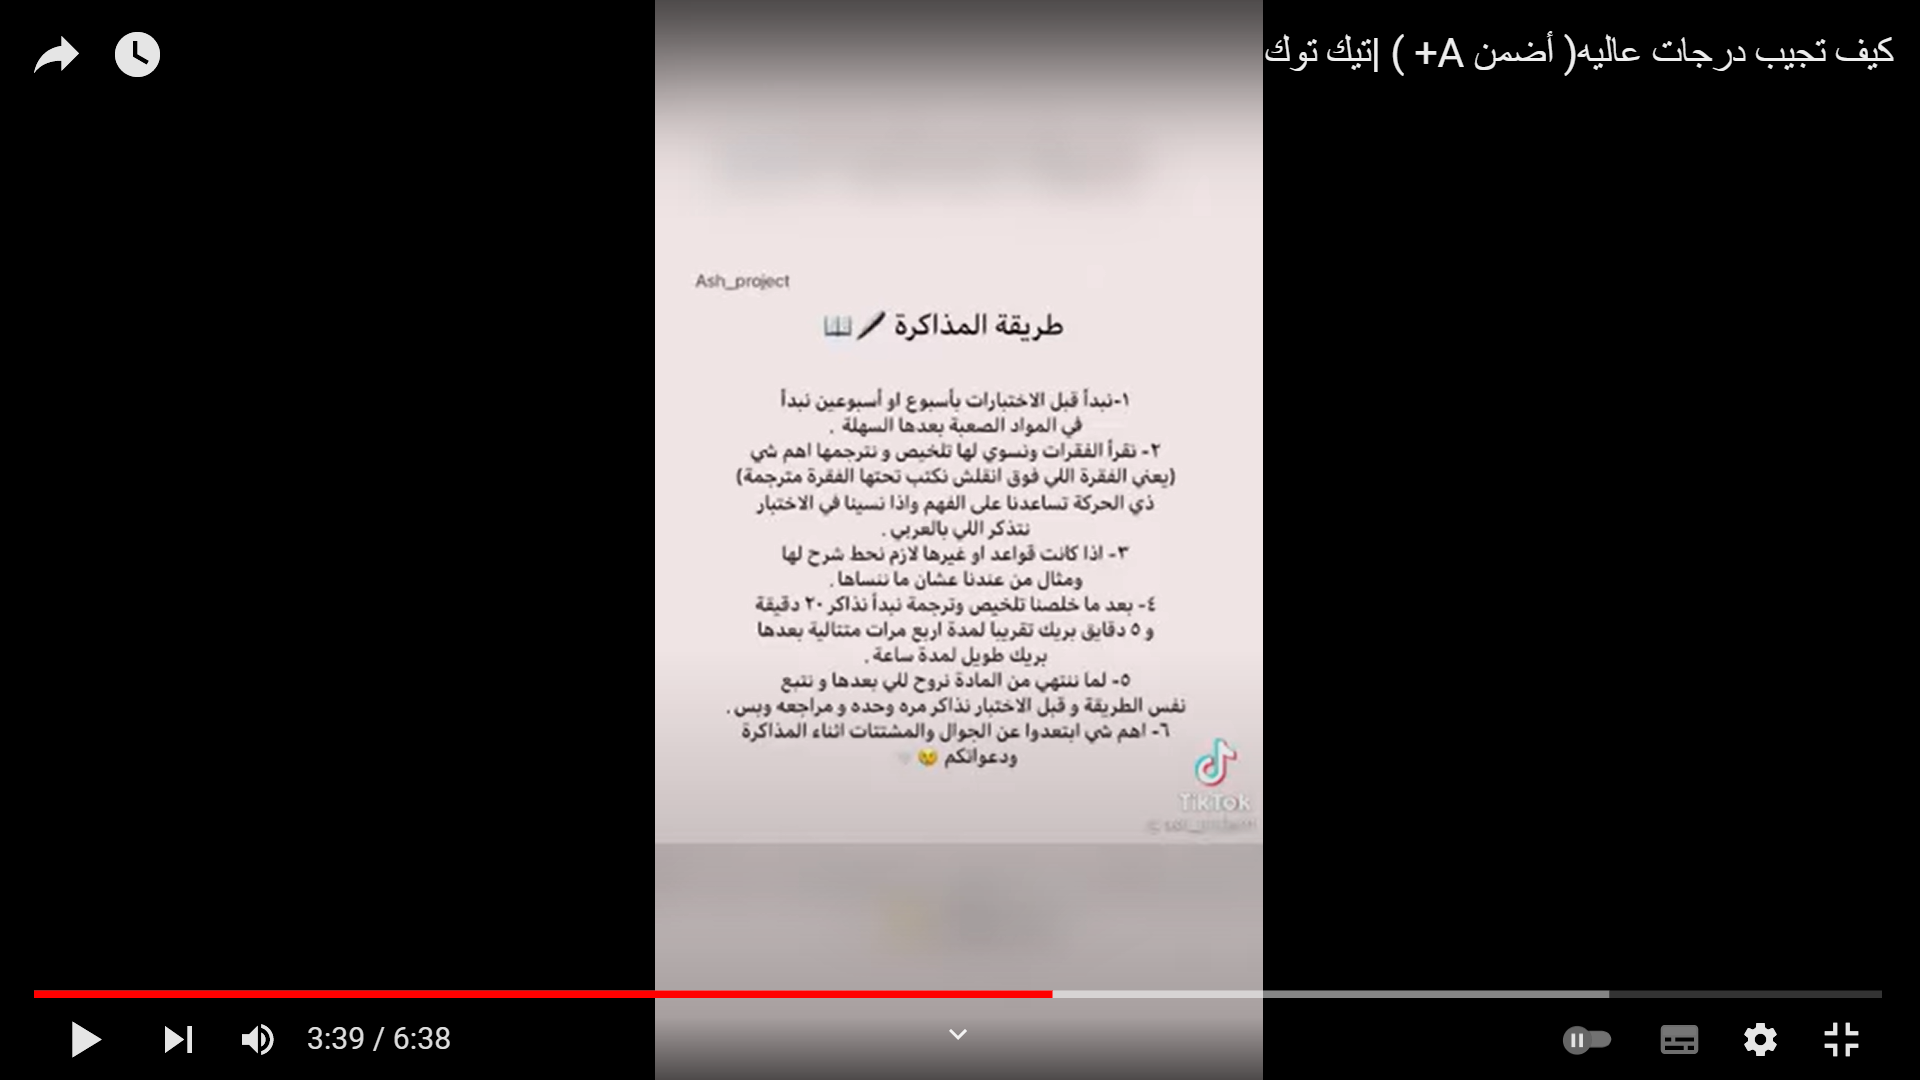 كيف تجيب درجات عاليه( أضمن A+ ) |تيك توك
Ash_project
طريقة المذاكرة
١-نبدأ قبل الاختبارات بأسبوع او أسبوعين نبدأ
في المواد الصعبة بعدها السهلة .
٢- نقرأ الفقرات ونسوي لها تلخيص و نترجمها اهم شي
(يعني الفقرة اللي فوق انقلش نكتب تحتها الفقرة مترجمة)
ذي الحركة تساعدنا على الفهم واذا نسينا في الاختبار
نتذكر اللي بالعربي .
٣- اذا كانت قواعد او غيرها لازم نحط شرح لها
ومثال من عندنا عشان ما ننساها .
٤- بعد ما خلصنا تلخيص وترجمة نبدأ نذاكر ٢٠ دقيقة
و ٥ دقايق بريك تقريبا لمدة اربع مرات متتالية بعدها
بريك طويل لمدة ساعة .
٥- لما ننتهي من المادة نروح للي بعدها و نتبع
نفس الطريقة و قبل الاختبار نذاكر مره وحده و مراجعه وبس .
٦- اهم شي ابتعدوا عن الجوال والمشتتات اثناء المذاكرة
ودعواتكم
TikTok
3:39 / 6:38